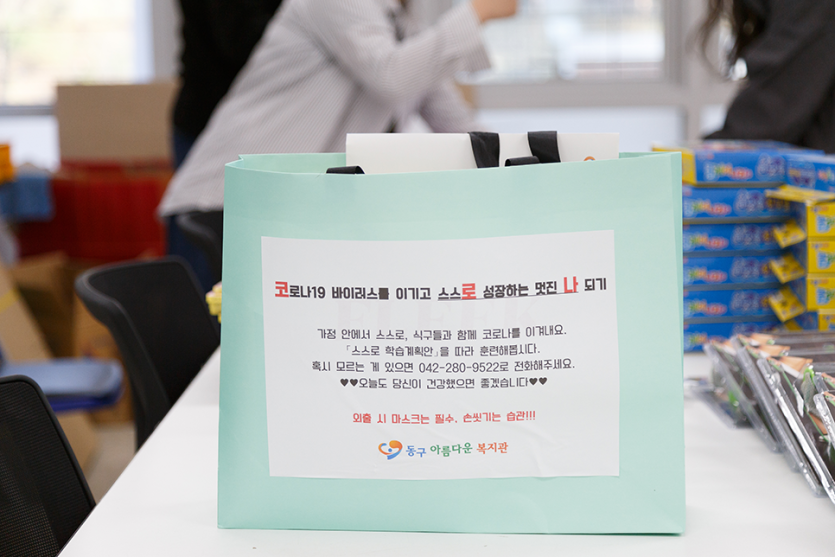 코로나19 바이러스를 이기고 스스로 성장하는 멋진 나 되기
가정 안에서 스스로, 식구들과 함께 코로나를 이겨내요.
「스스로 학습계획안」을 따라 훈련해봅시다.
혹시 모르는 게 있으면 042-280-9522로 전화해주세요.
♥♥오늘도 당신이 건강했으면 좋겠습니다♥♥
외출 시 마스크는 필수, 손씻기는 습관!!!
동구 아름다운 복지관